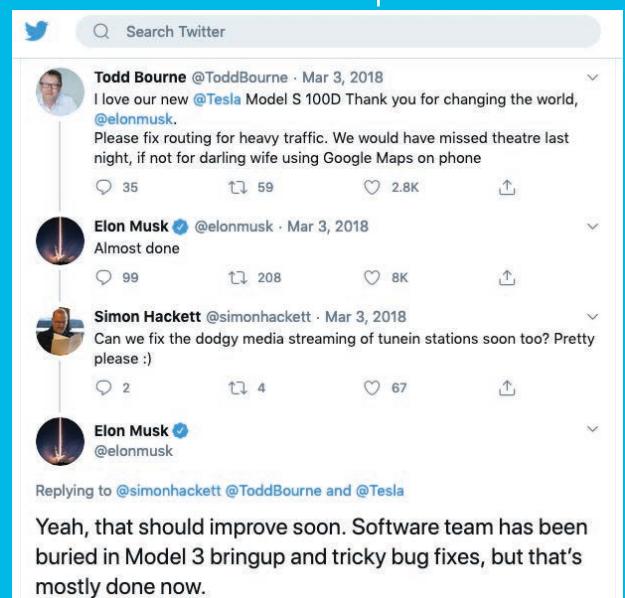 Search Twitter
Todd Bourne @ToddBourne · Mar 3, 2018
I love our new @Tesla Model S 100D Thank you for changing the world,
@elonmusk.
Please fix routing for heavy traffic. We would have missed theatre last
night, if not for darling wife using Google Maps on phone
35 59 2.8K
Elon Musk @elonmusk · Mar 3, 2018
Almost done
99 208 8K
Simon Hackett @simonhackett · Mar 3, 2018
Can we fix the dodgy media streaming of tunein stations soon too? Pretty
please :)
2 4 67
Elon Musk
@elonmusk
Replying to @simonhackett @ToddBourne and @Tesla
Yeah, that should improve soon. Software team has been
buried in Model 3 bringup and tricky bug fixes, but that's
mostly done now.